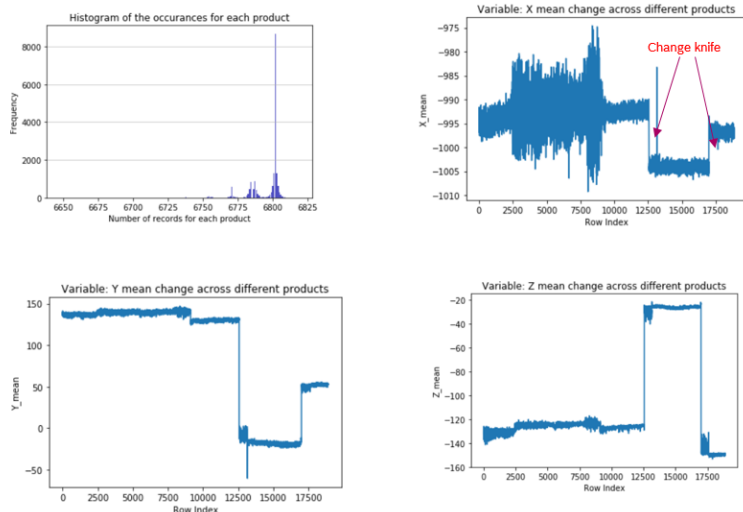 Histogram of the occurances for each product
8000
6000
4000
2000
0
Frequency
6650 6675 6700 6725 6750 6775 6800 6825
Number of records for each product
Variable: X mean change across different products
Change knife
−975
−980
−985
−990
−995
−1000
−1005
−1010
X_mean
0 2500 5000 7500 10000 12500 15000 17500
Row Index
Variable: Y mean change across different products
150
100
50
0
−50
Y_mean
0 2500 5000 7500 10000 12500 15000 17500
Row Index
Variable: Z mean change across different products
−20
−40
−60
−80
−100
−120
−140
−160
Z_mean
0 2500 5000 7500 10000 12500 15000 17500
Row Index